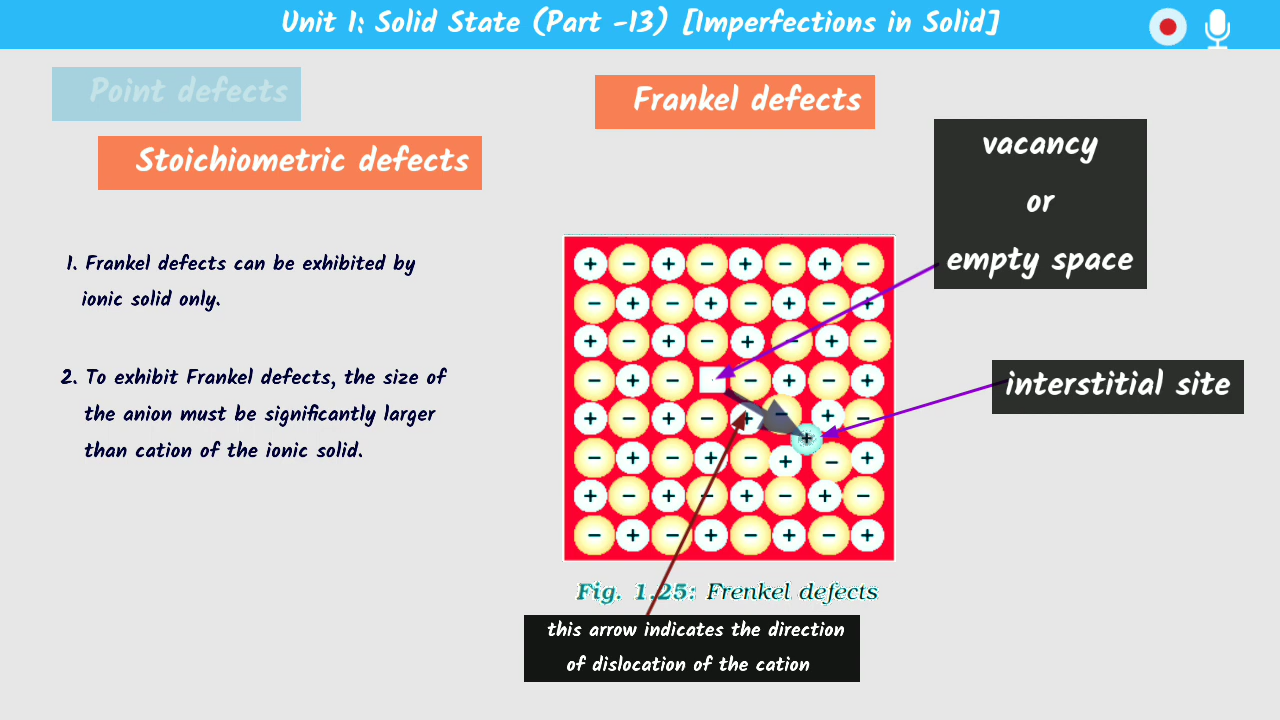 Unit 1: Solid State (Part -13) [Imperfections in Solid]
Point defects
Stoichiometric defects
1. Frankel defects can be exhibited by
ionic solid only.
2. To exhibit Frankel defects, the size of
the anion must be significantly larger
than cation of the ionic solid.
Frankel defects
vacancy
or
empty space
interstitial site
+ − + − + − + −
− + − + − + − +
+ − + − + − + −
− + − − + − +
+ − + − + − + −
+
− + − + − + − +
+ − + − + − + −
− + − + − + − +
Fig. 1.25: Frenkel defects
this arrow indicates the direction
of dislocation of the cation